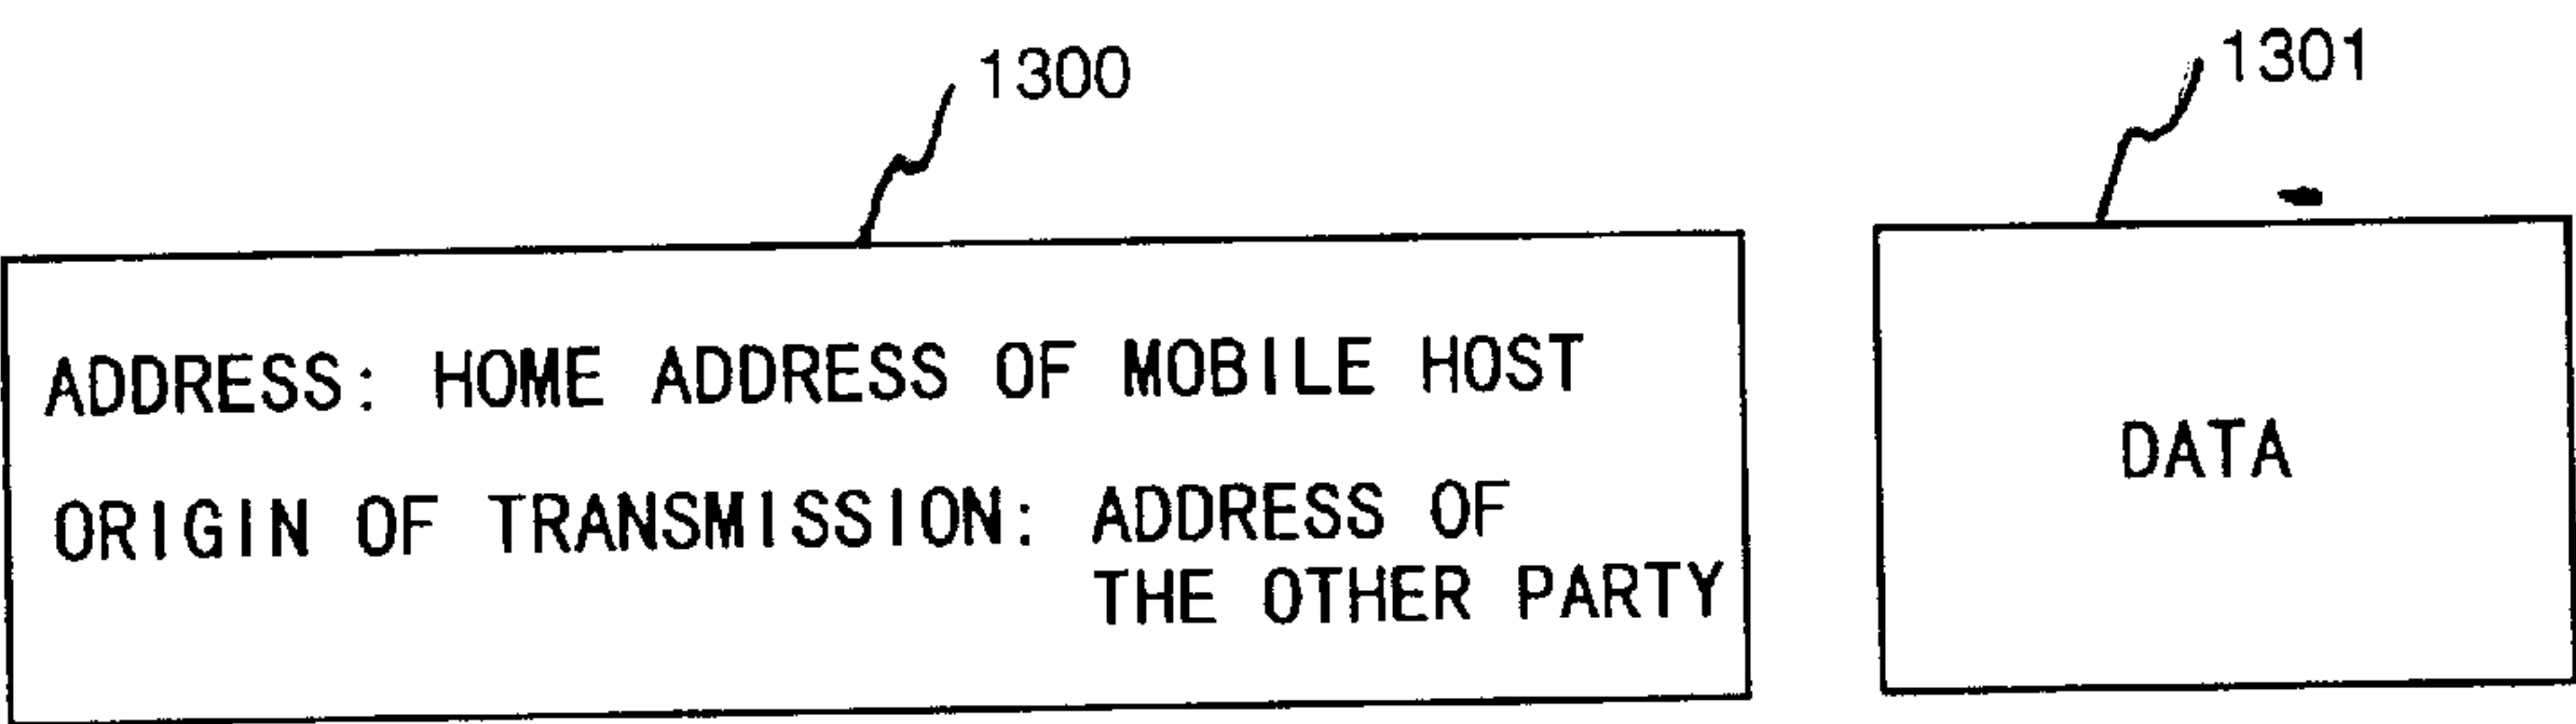 1300
1301
ADDRESS: HOME ADDRESS OF MOBILE HOST
ORIGIN OF TRANSMISSION: ADDRESS OF
THE OTHER PARTY
DATA